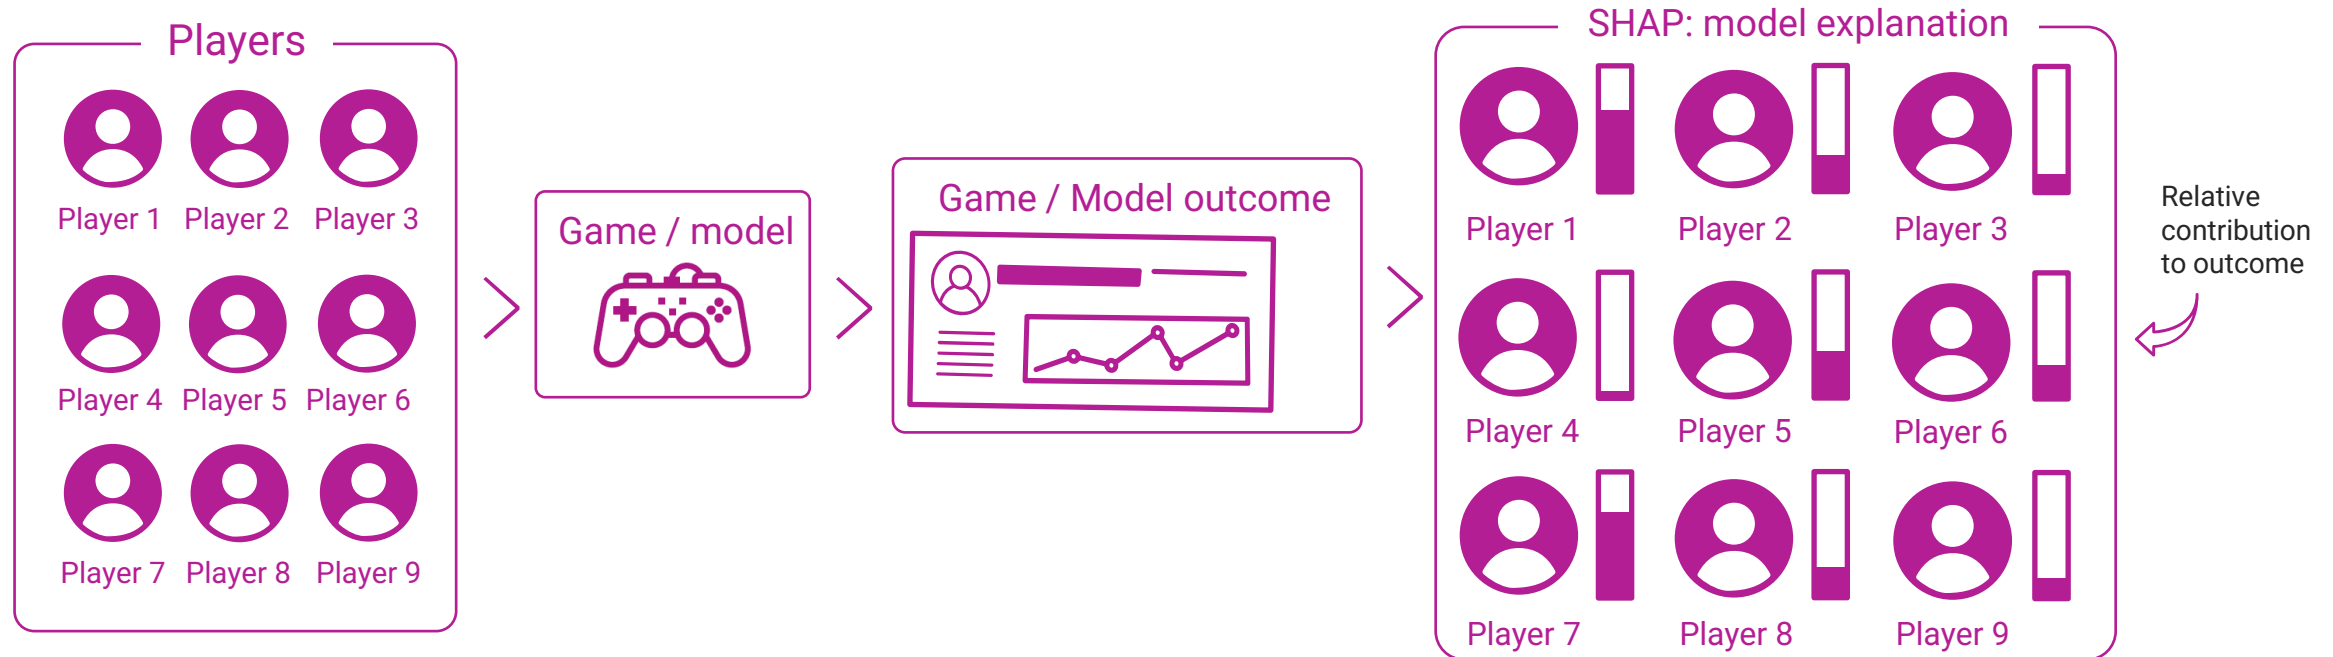 Players
Player 1 Player 2 Player 3
Player 4 Player 5 Player 6
Player 7 Player 8 Player 9
Game / model
Game / Model outcome
SHAP: model explanation
Player 1 Player 2 Player 3
Player 4 Player 5 Player 6
Player 7 Player 8 Player 9
Relative
contribution
to outcome